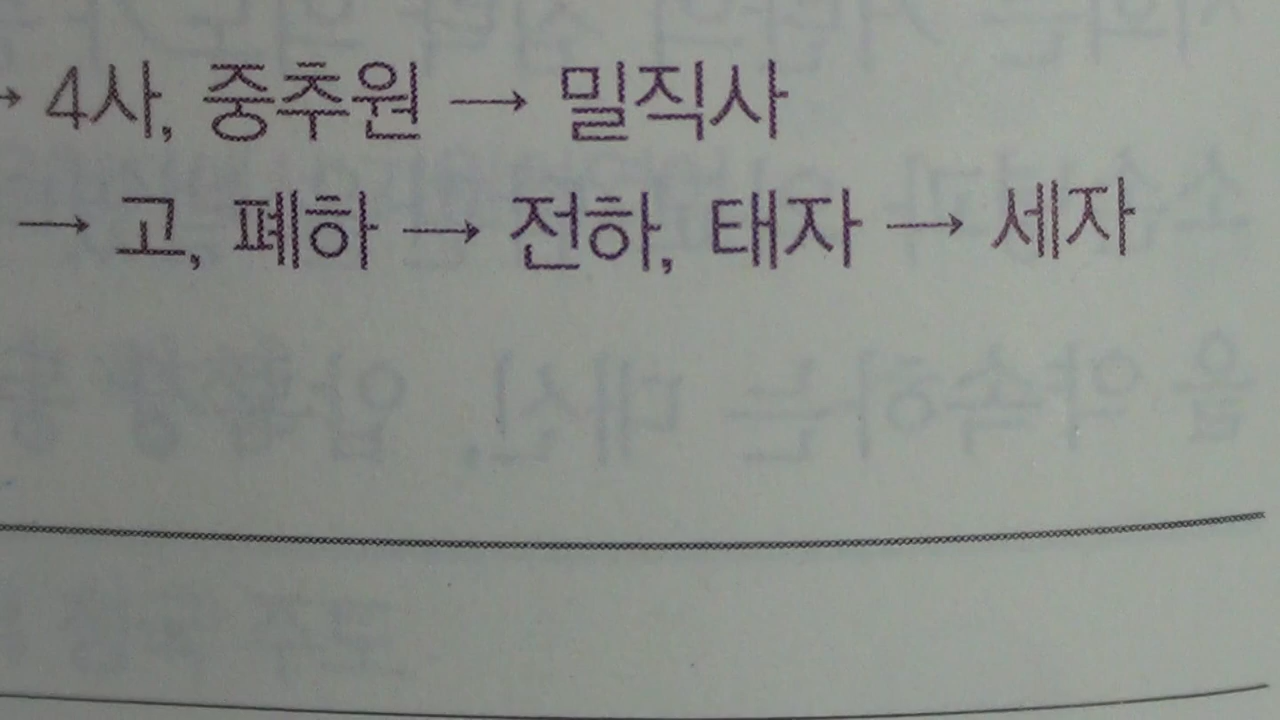 → 4사, 중추원 → 밀직사
→ 고, 폐하 → 전하, 태자 → 세자